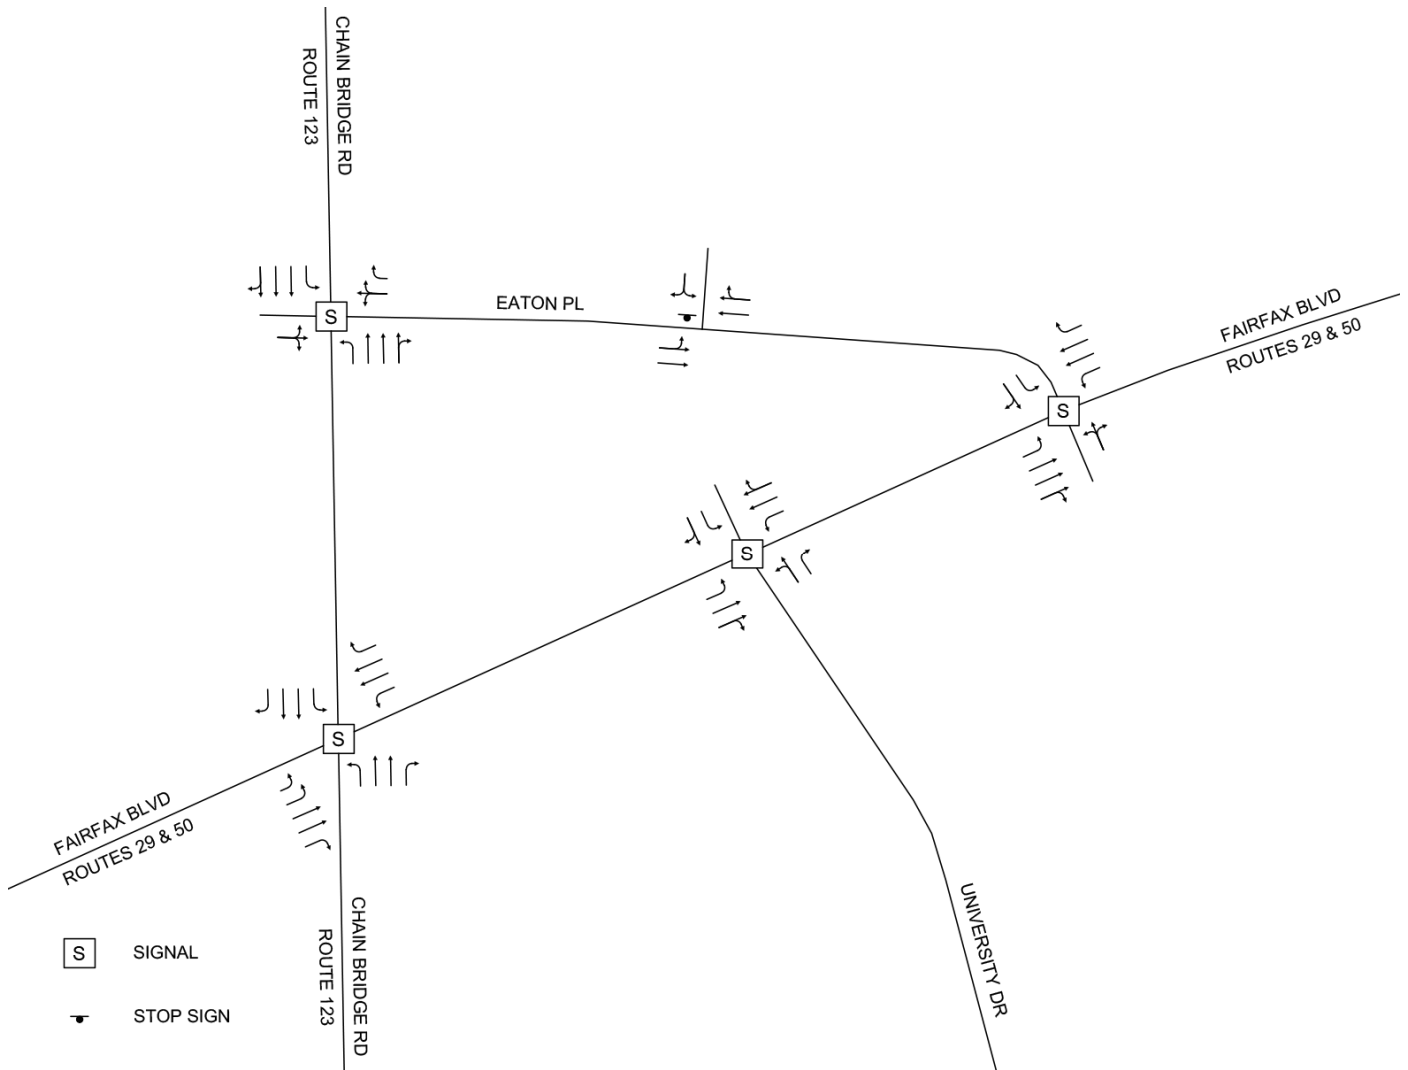 CHAIN BRIDGE RD
ROUTE 123
S
EATON PL
FAIRFAX BLVD
ROUTES 29 & 50
S
S
S
FAIRFAX BLVD
ROUTES 29 & 50
CHAIN BRIDGE RD
ROUTE 123
UNIVERSITY DR
S SIGNAL
STOP SIGN